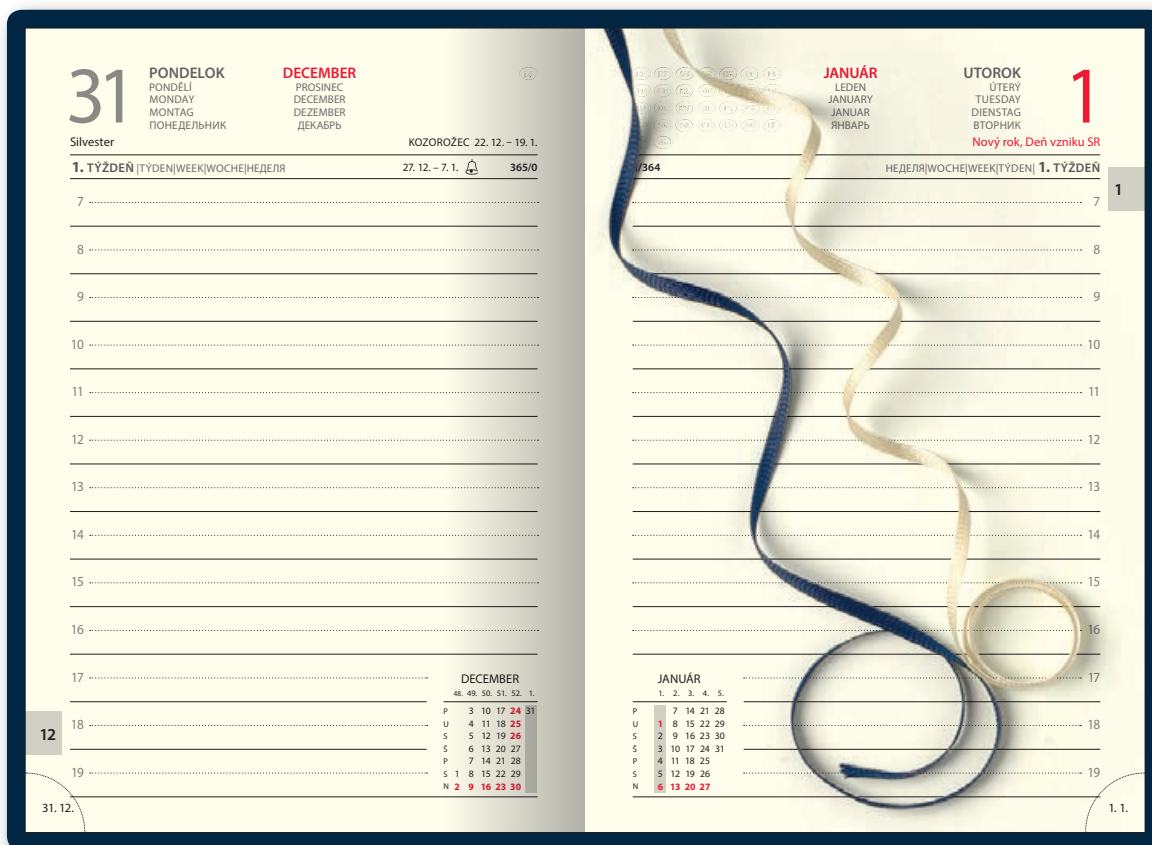 31 PONDELOK DECEMBER
PONDĚLÍ PROSINEC
MONDAY DECEMBER
MONTAG DEZEMBER
ПОНЕДЕЛЬНИК ДЕКАБРЬ
Silvester KOZOROŽEC 22. 12. – 19. 1.
1. TÝŽDEŇ |TÝDEN|WEEK|WOCHE|НЕДЕЛЯ 27. 12. – 7. 1. 365/0
7
8
9
10
11
12
13
14
15
16
17
18
19
DECEMBER
48. 49. 50. 51. 52. 1.
P 3 10 17 24 31
U 4 11 18 25
S 5 12 19 26
Š 6 13 20 27
P 7 14 21 28
S 1 8 15 22 29
N 2 9 16 23 30
12
31. 12.
JANUÁR UTOROK 1
LEDEN ÚTERÝ
JANUARY TUESDAY
JANUAR DIENSTAG
ЯНВАРЬ ВТОРНИК
Nový rok, Deň vzniku SR
/364 НЕДЕЛЯ|WOCHE|WEEK|TÝDEN| 1. TÝŽDEŇ
1
7
8
9
10
11
12
13
14
15
16
17
18
19
JANUÁR
1. 2. 3. 4. 5.
P 7 14 21 28
U 1 8 15 22 29
S 2 9 16 23 30
Š 3 10 17 24 31
P 4 11 18 25
S 5 12 19 26
N 6 13 20 27
1. 1.